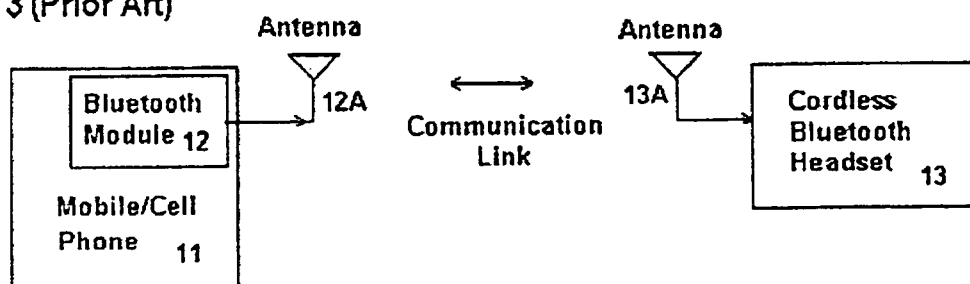 3 (Prior Art)
Antenna
Antenna
12A
13A
Bluetooth
Module 12
Communication
Link
Cordless
Bluetooth
Headset 13
Mobile/Cell
Phone 11